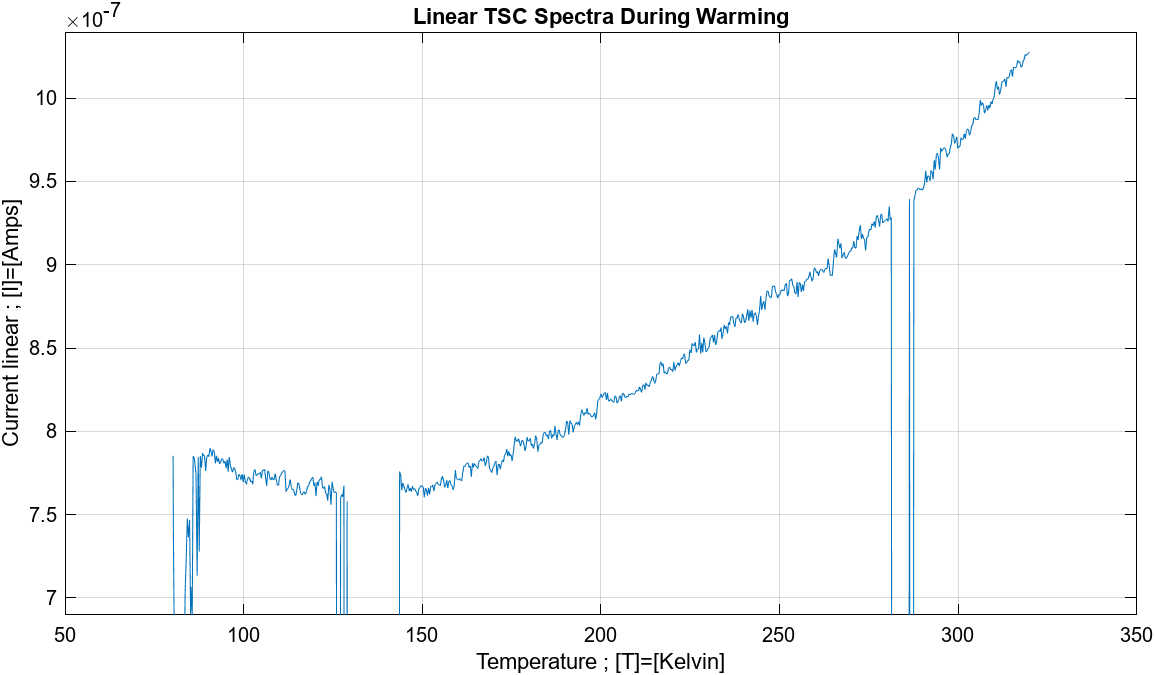 ×10-7
Linear TSC Spectra During Warming
Current linear ; [I]=[Amps]
10
9.5
9
8.5
8
7.5
7
50 100 150 200 250 300 350
Temperature ; [T]=[Kelvin]